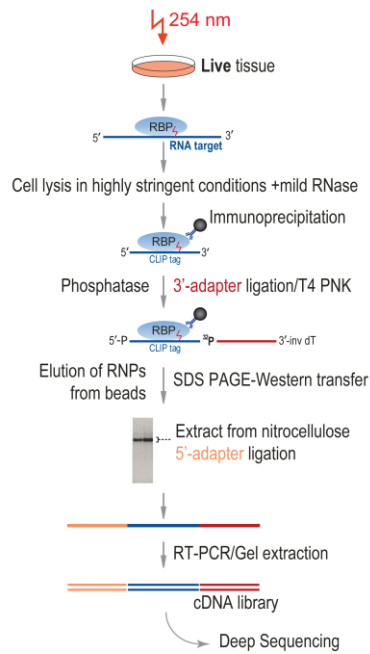 254 nm
Live tissue
RBP
5′ 3′
RNA target
Cell lysis in highly stringent conditions +mild RNase
Immunoprecipitation
RBP
5′ 3′
CLIP tag
Phosphatase 3′-adapter ligation/T4 PNK
RBP
5′-P ³²P 3′-inv dT
CLIP tag
Elution of RNPs
from beads
SDS PAGE-Western transfer
Extract from nitrocellulose
5′-adapter ligation
RT-PCR/Gel extraction
cDNA library
Deep Sequencing